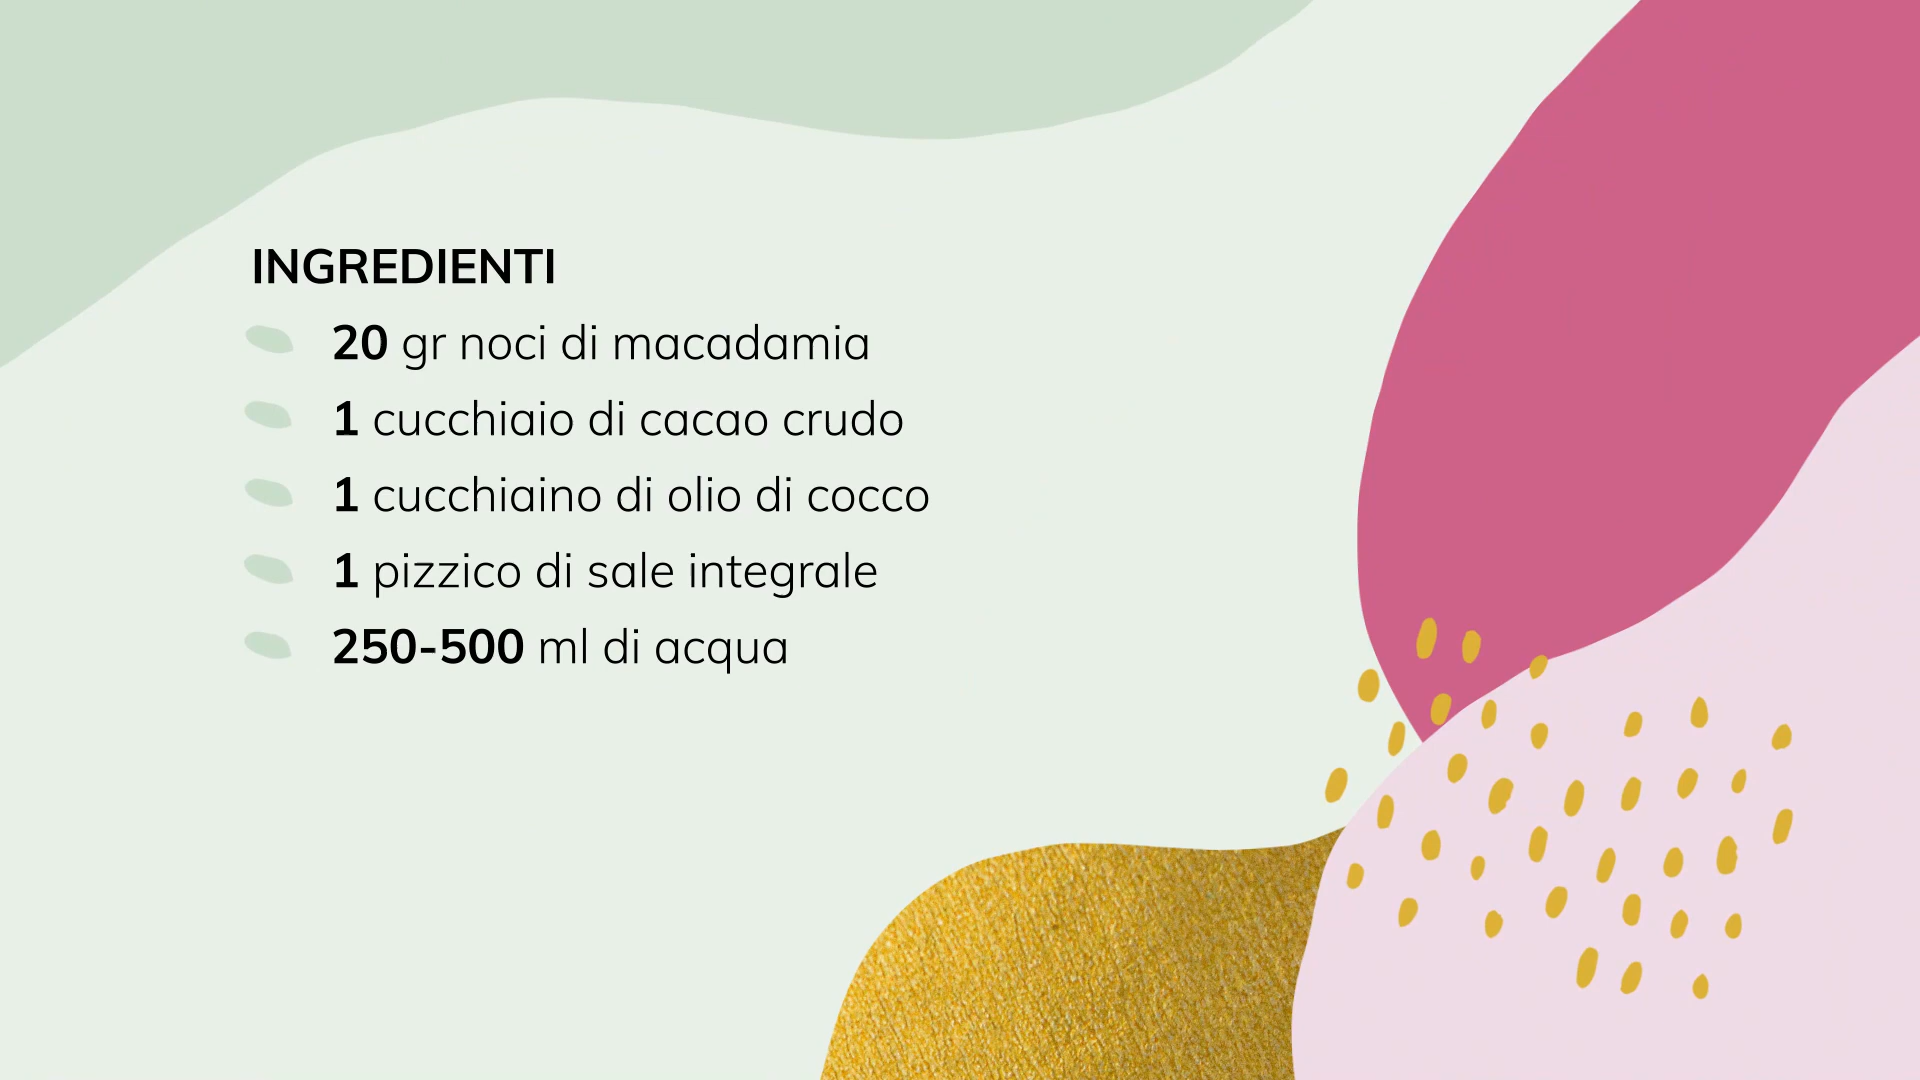 INGREDIENTI
20 gr noci di macadamia
1 cucchiaio di cacao crudo
1 cucchiaino di olio di cocco
1 pizzico di sale integrale
250-500 ml di acqua